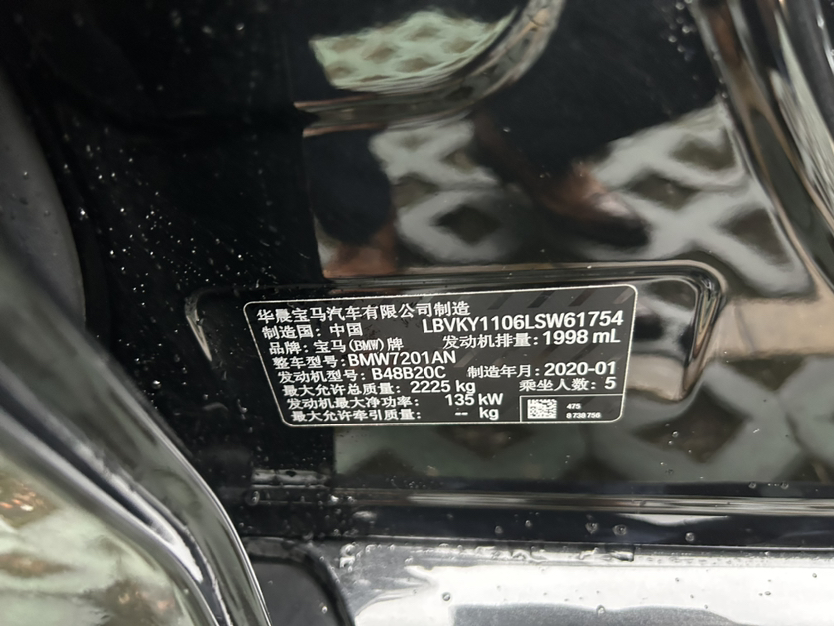 华晨宝马汽车有限公司制造
制造国: 中国 LBVKY1106LSW61754
品牌: 宝马(BMW)牌 发动机排量: 1998 mL
整车型号: BMW7201AN
发动机型号: B48B20C 制造年月: 2020-01
最大允许总质量: 2225 kg 乘坐人数: 5
发动机最大净功率: 135 kW
最大允许牵引质量: -- kg
475
8 738 756